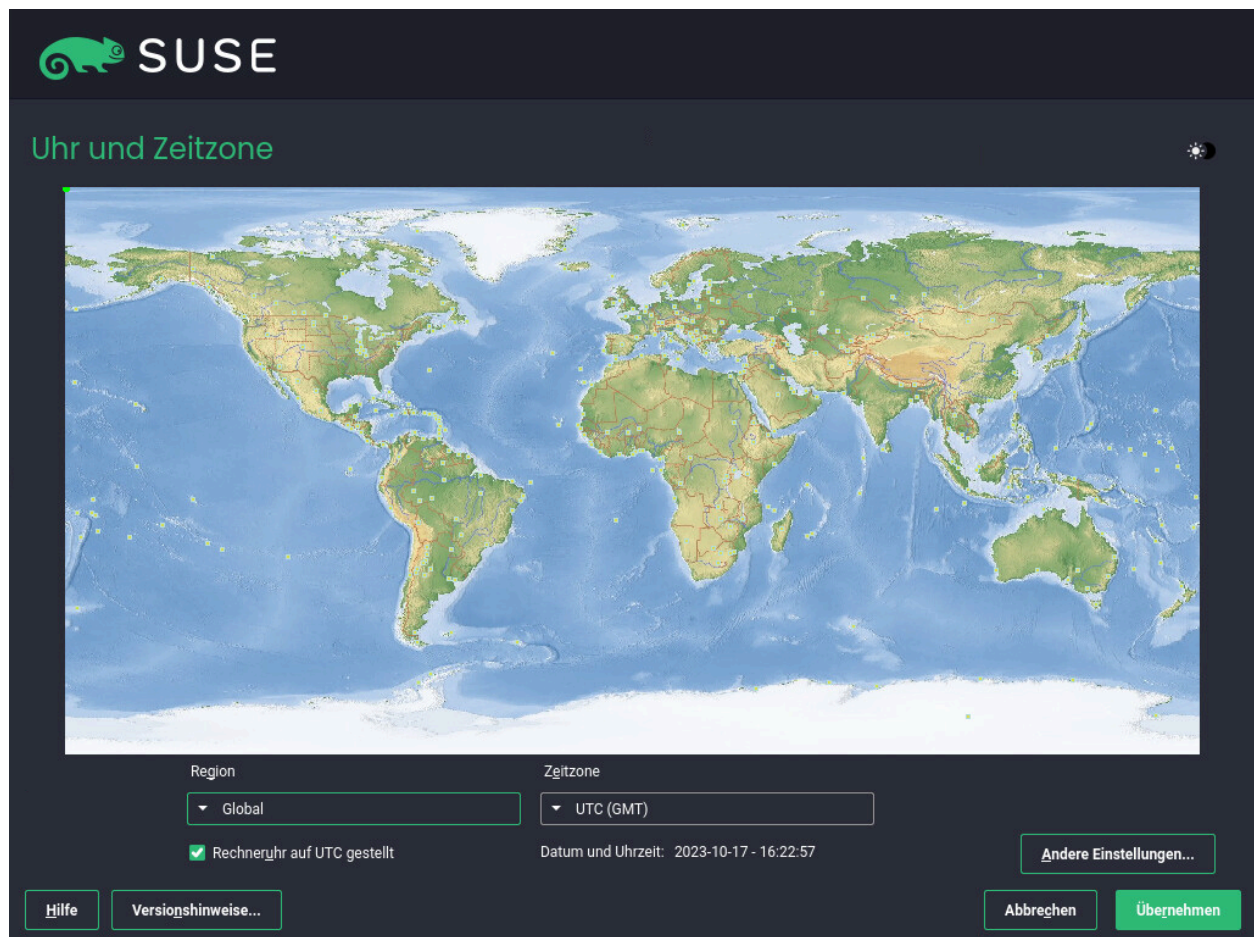 SUSE
Uhr und Zeitzone
Region
Zeitzone
Global
UTC (GMT)
Rechneruhr auf UTC gestellt
Datum und Uhrzeit: 2023-10-17 - 16:22:57
Andere Einstellungen...
Hilfe
Versionshinweise...
Abbrechen
Übernehmen